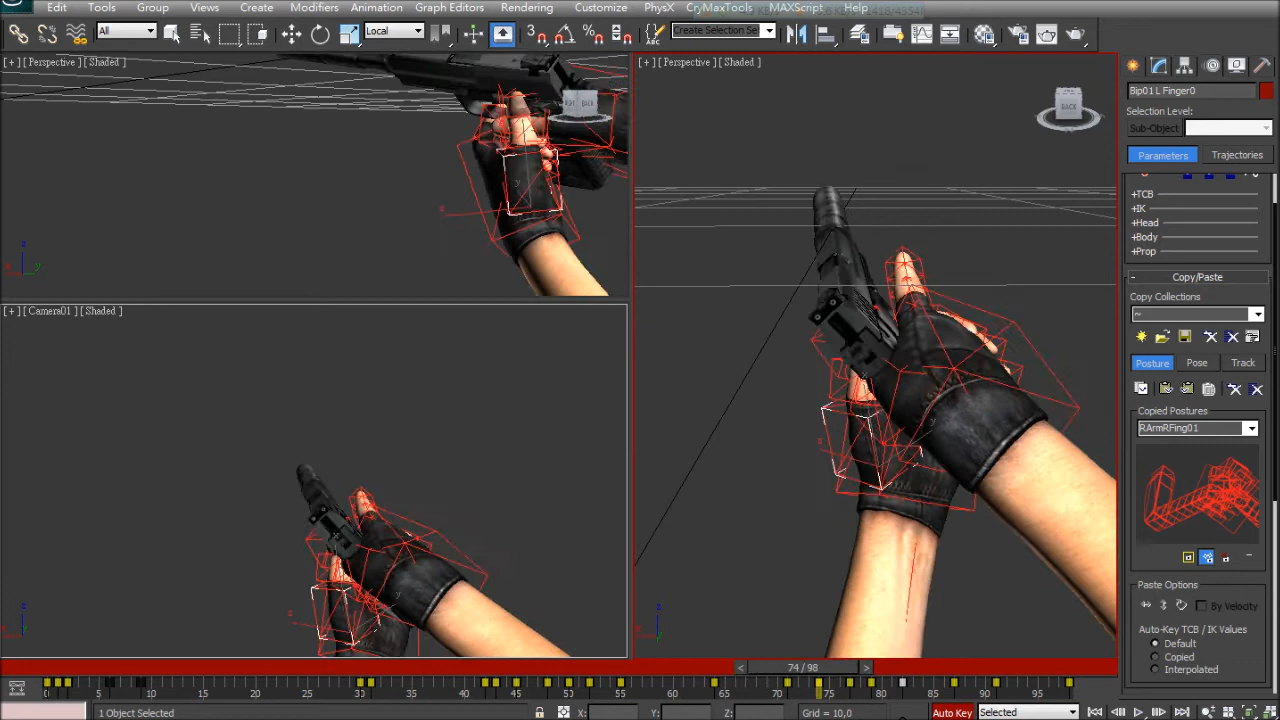 Edit Tools Group Views Create Modifiers Animation Graph Editors Rendering Customize PhysX CryMaxTools MAXScript Help
All Local Create Selection Se
[ + ] [ Perspective ] [ Shaded ]
BACK
[ + ] [ Perspective ] [ Shaded ]
BACK
[ + ] [ Camera01 ] [ Shaded ]
Bip01 L Finger0
Selection Level:
Sub-Object
Parameters Trajectories
+TCB
+IK
+Head
+Body
+Prop
- Copy/Paste
Copy Collections
~
Posture Pose Track
Copied Postures
RArmRFing01
Paste Options
By Velocity
Auto-Key TCB / IK Values
Default
Copied
Interpolated
< 74 / 98 >
0 5 10 15 20 25 30 35 40 45 50 55 60 65 70 75 80 85 90 95
1 Object Selected X: Y: Z: Grid = 10,0 Auto Key Selected